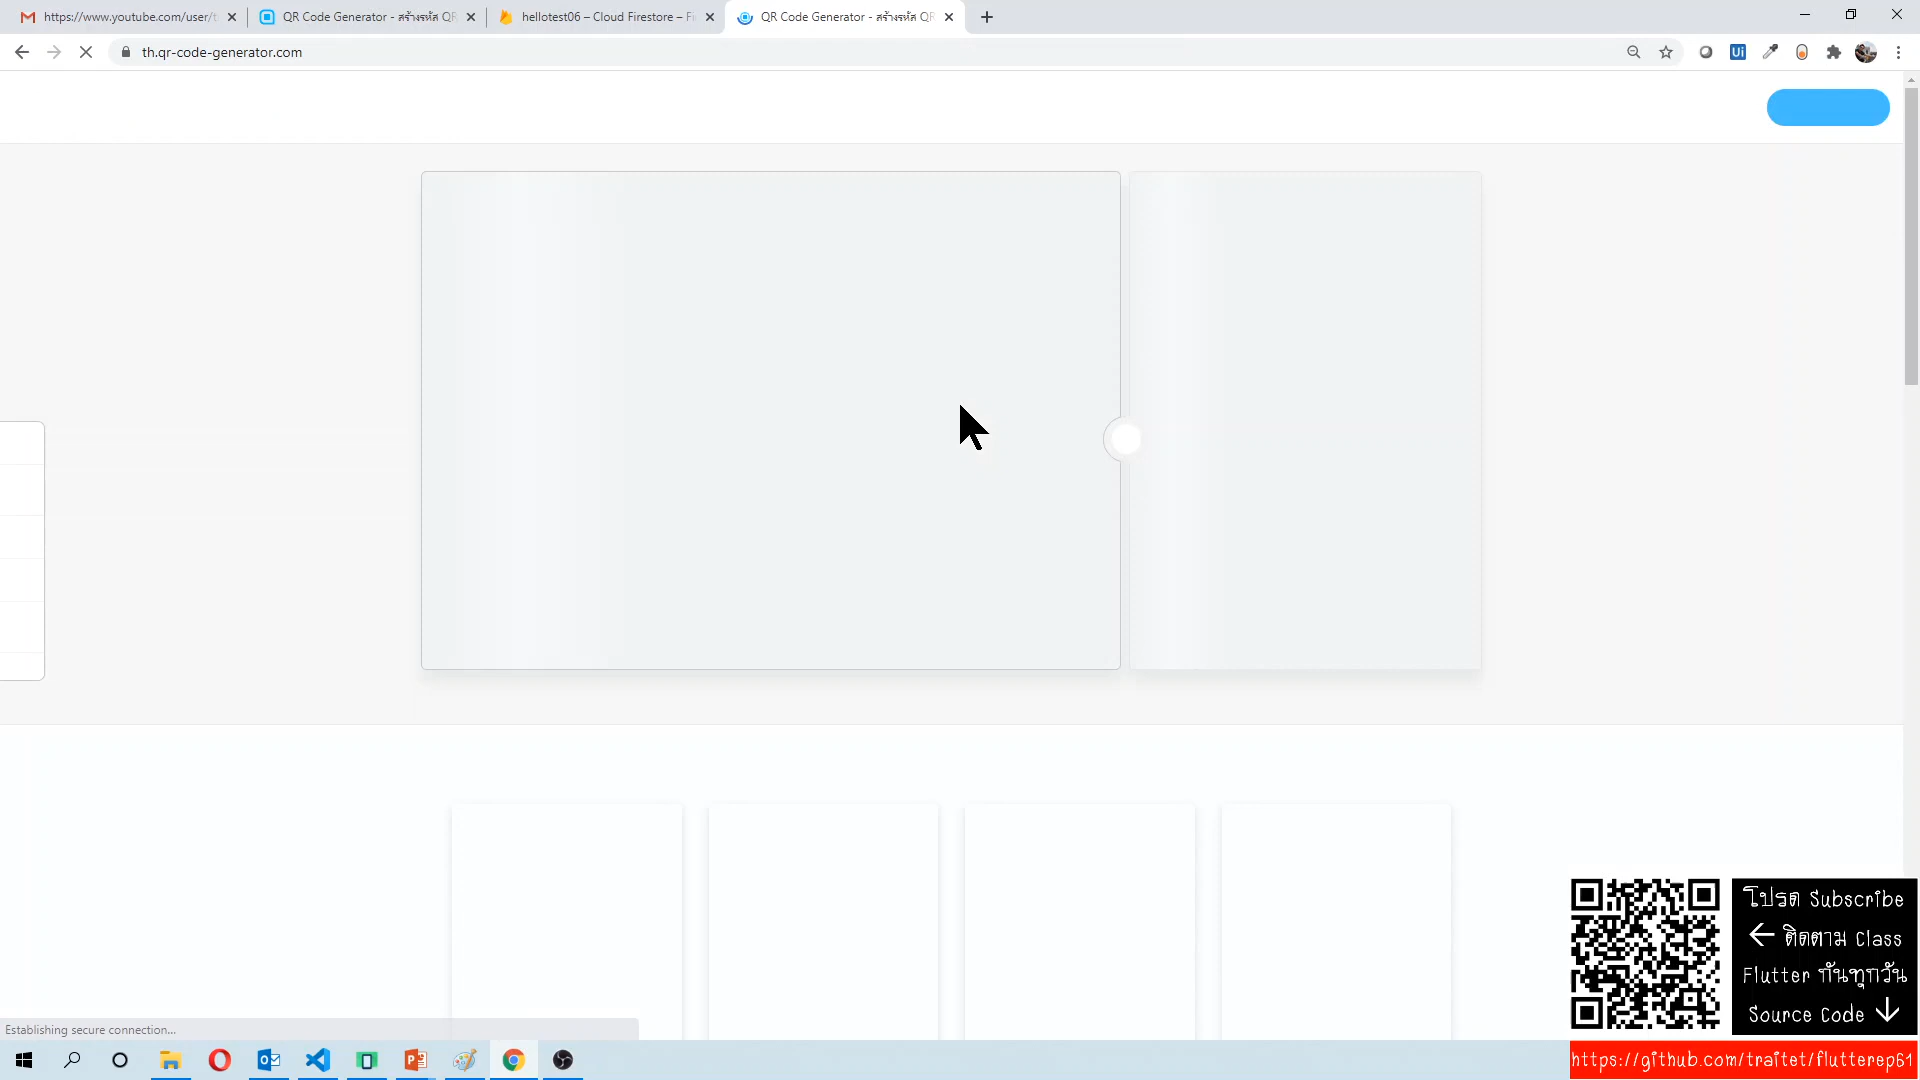 https://www.youtube.com/user/t
QR Code Generator - สร้างรหัส QR
hellotest06 – Cloud Firestore – Fi
QR Code Generator - สร้างรหัส QR
th.qr-code-generator.com
Ui
โปรด Subscribe
← ติดตาม Class
Flutter กันทุกวัน
Source Code ↓
Establishing secure connection...
https://github.com/traitet/flutterep61